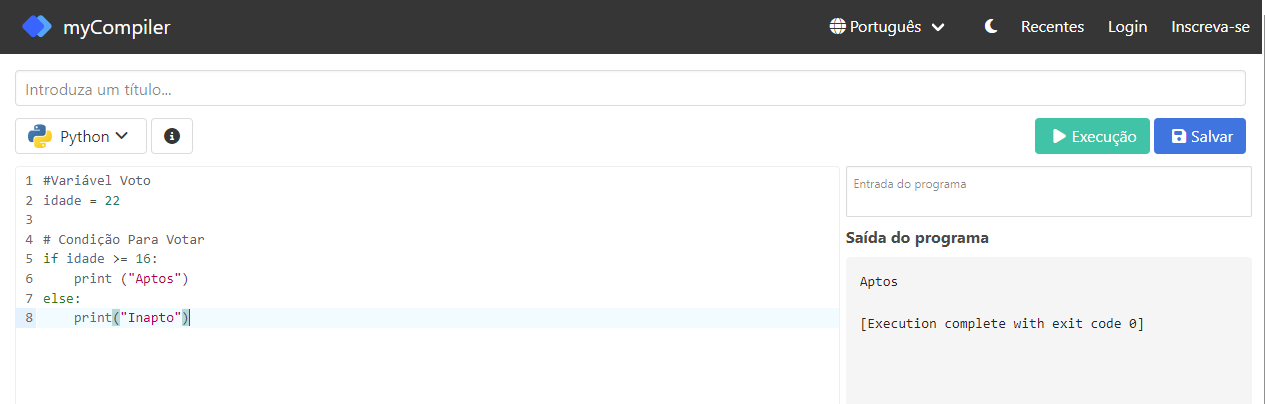 myCompiler
Português
Recentes
Login
Inscreva-se
Introduza um título...
Python
Execução
Salvar
1 #Variável Voto
2 idade = 22
3
4 # Condição Para Votar
5 if idade >= 16:
6     print ("Aptos")
7 else:
8     print("Inapto")
Entrada do programa
Saída do programa
Aptos
[Execution complete with exit code 0]